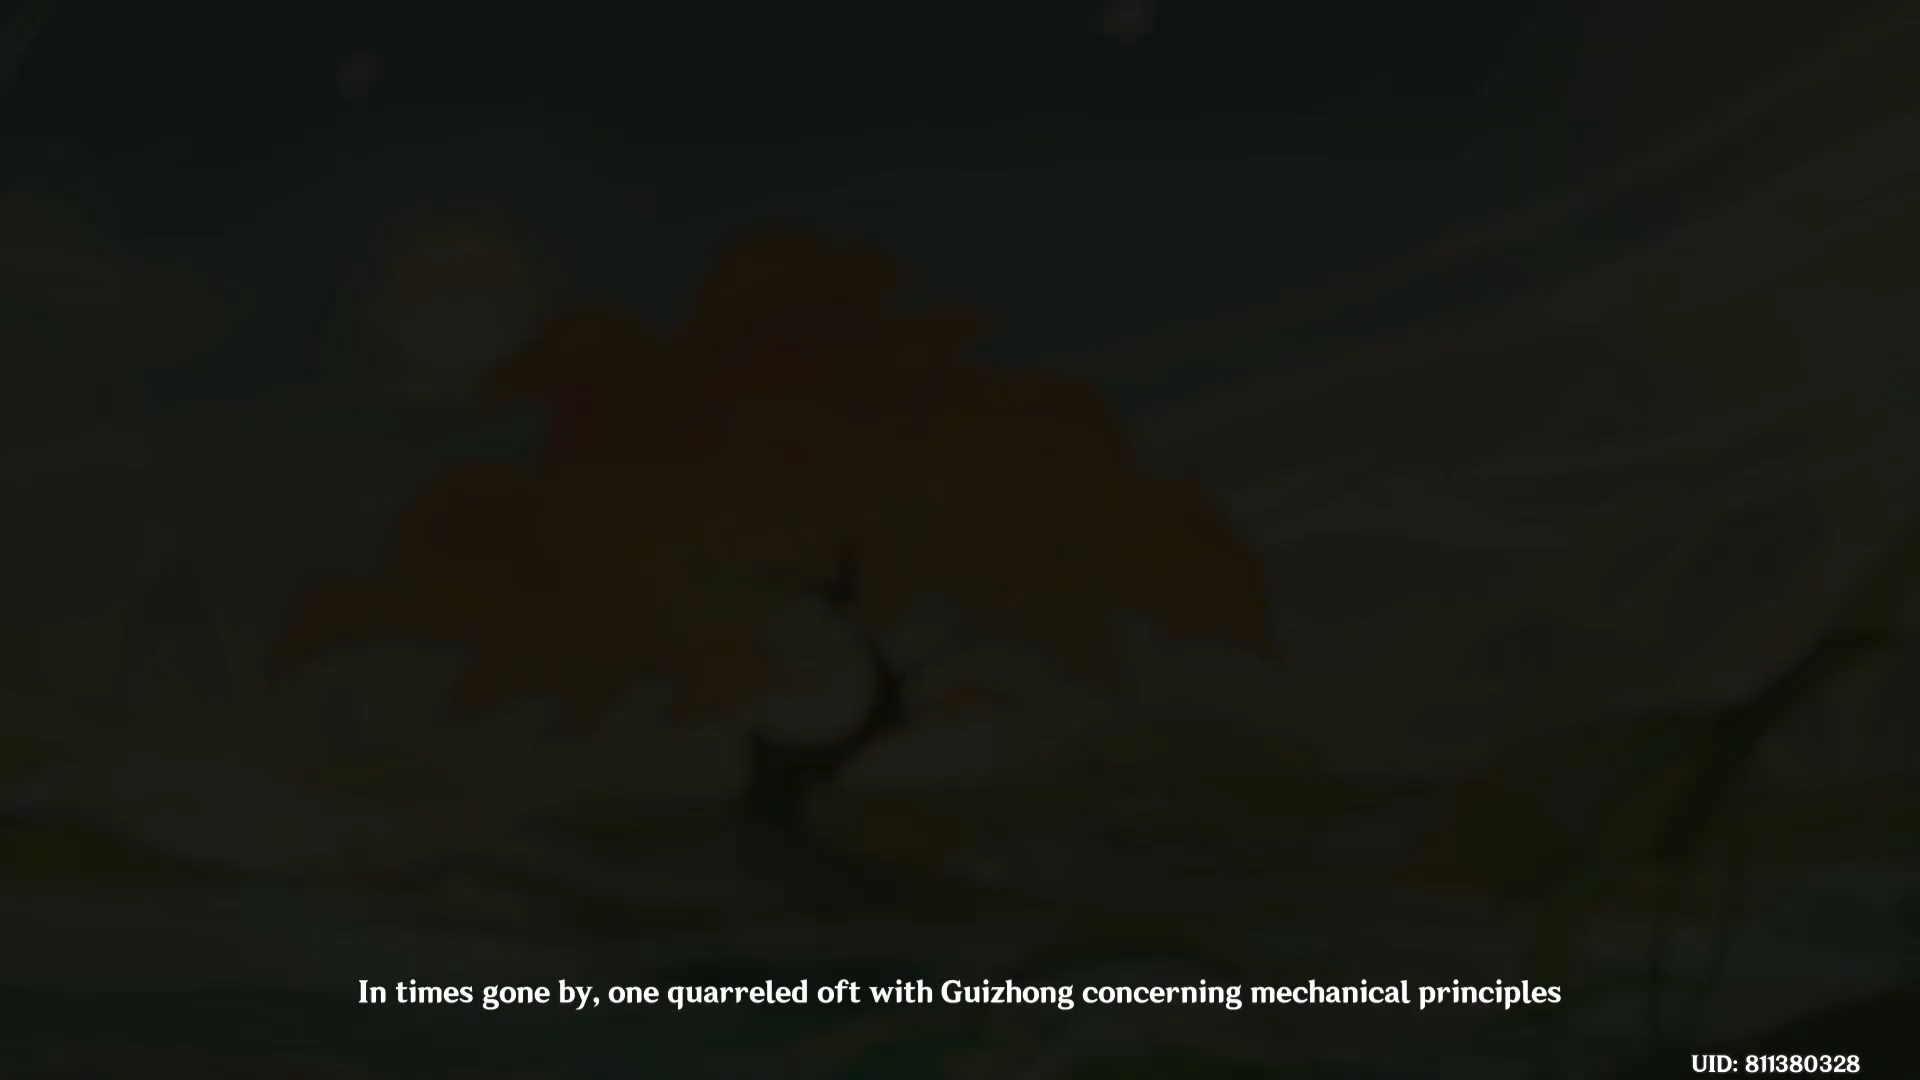 In times gone by, one quarreled oft with Guizhong concerning mechanical principles
UID: 811380328